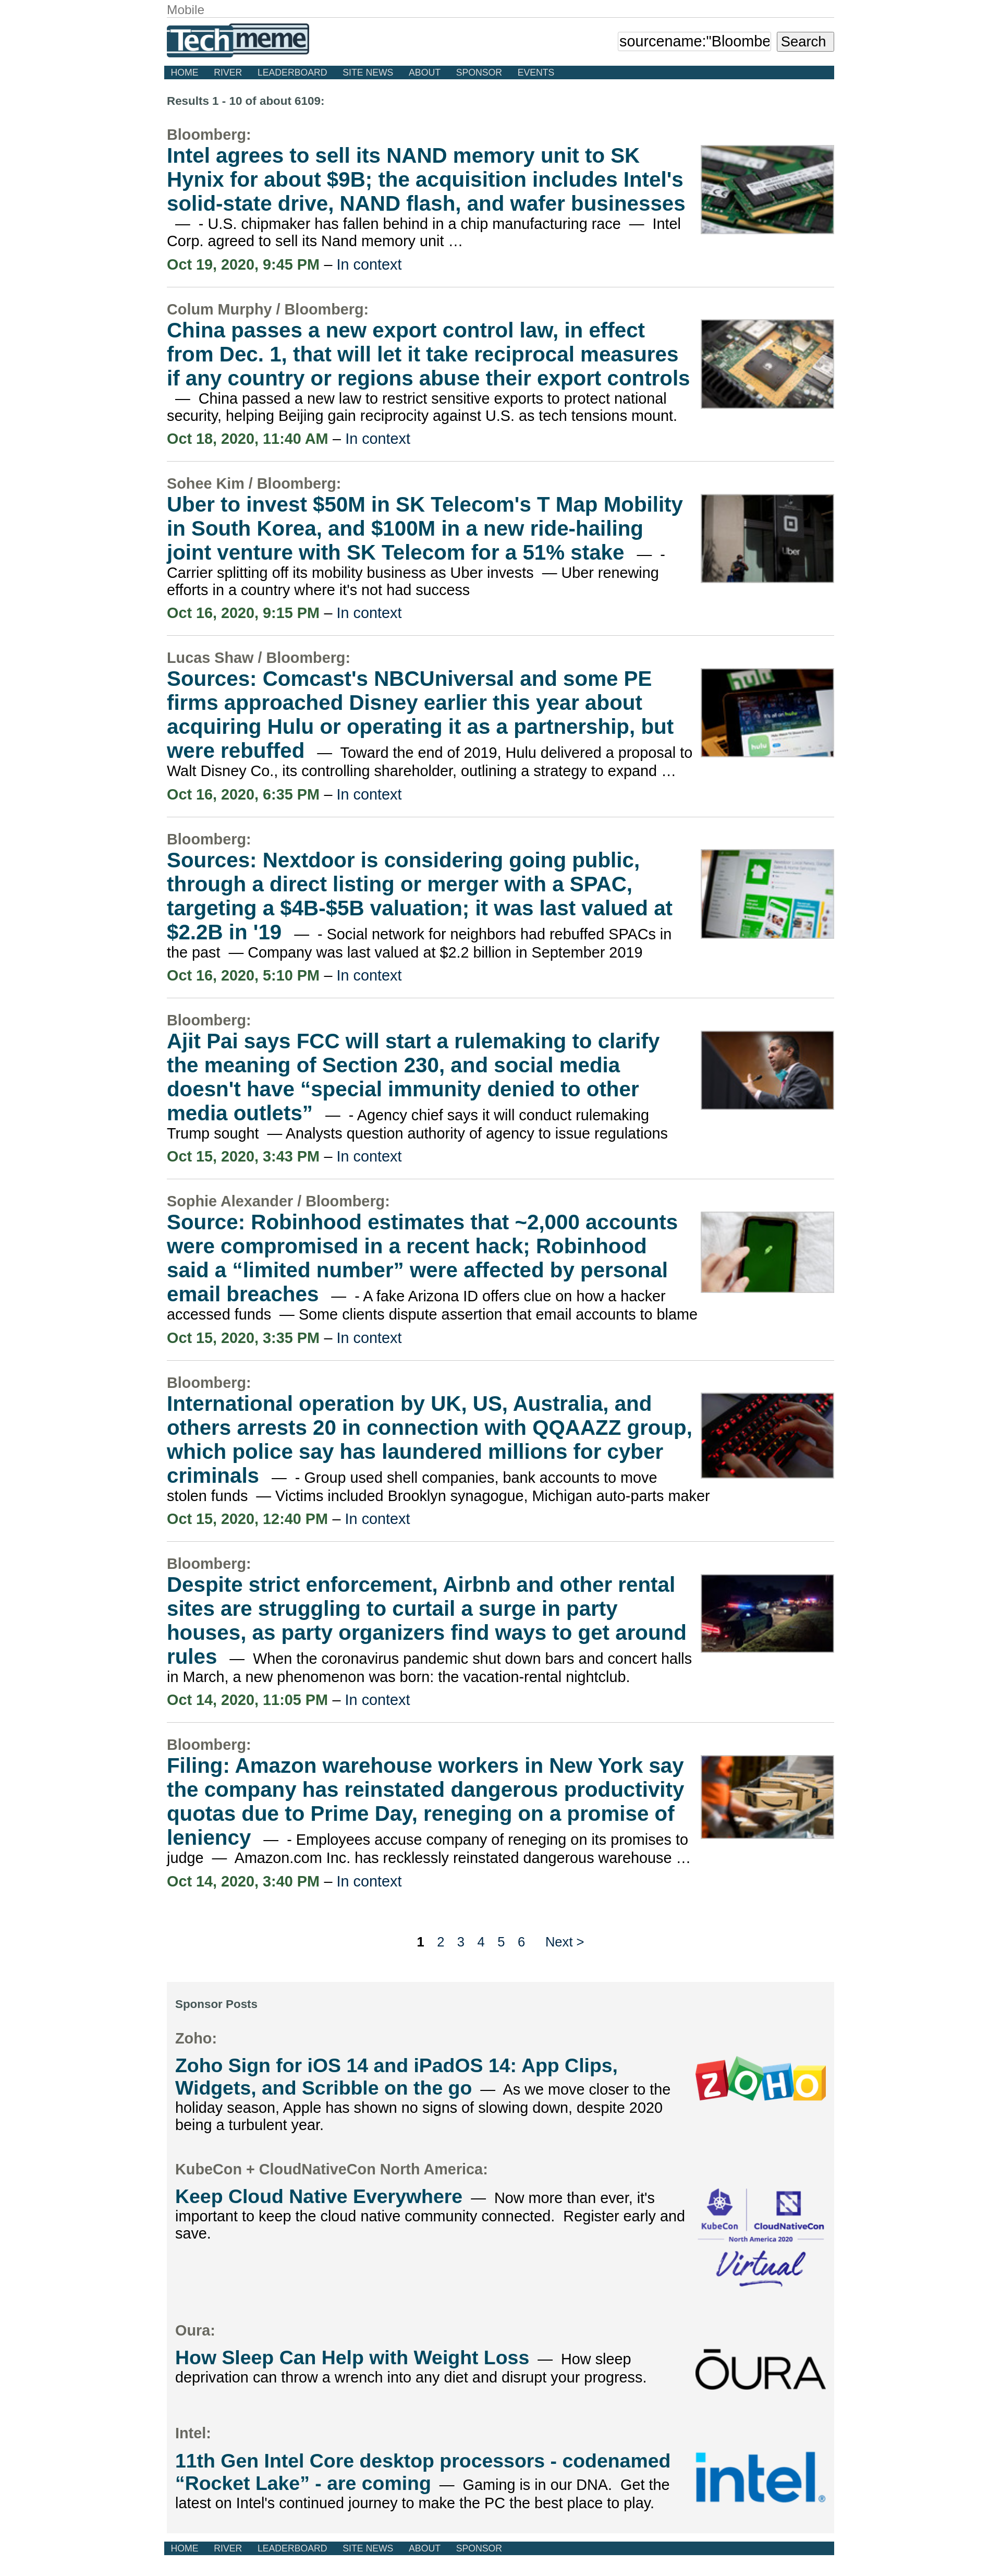 Mobile
Techmeme
sourcename:"Bloombe Search
HOME RIVER LEADERBOARD SITE NEWS ABOUT SPONSOR EVENTS
Results 1 - 10 of about 6109:
Bloomberg:
Intel agrees to sell its NAND memory unit to SK
Hynix for about $9B; the acquisition includes Intel's
solid-state drive, NAND flash, and wafer businesses
— - U.S. chipmaker has fallen behind in a chip manufacturing race — Intel
Corp. agreed to sell its Nand memory unit …
Oct 19, 2020, 9:45 PM – In context
Colum Murphy / Bloomberg:
China passes a new export control law, in effect
from Dec. 1, that will let it take reciprocal measures
if any country or regions abuse their export controls
— China passed a new law to restrict sensitive exports to protect national
security, helping Beijing gain reciprocity against U.S. as tech tensions mount.
Oct 18, 2020, 11:40 AM – In context
Sohee Kim / Bloomberg:
Uber to invest $50M in SK Telecom's T Map Mobility
in South Korea, and $100M in a new ride-hailing
joint venture with SK Telecom for a 51% stake — -
Carrier splitting off its mobility business as Uber invests — Uber renewing
efforts in a country where it's not had success
Uber
Oct 16, 2020, 9:15 PM – In context
Lucas Shaw / Bloomberg:
Sources: Comcast's NBCUniversal and some PE
firms approached Disney earlier this year about
acquiring Hulu or operating it as a partnership, but
were rebuffed — Toward the end of 2019, Hulu delivered a proposal to
Walt Disney Co., its controlling shareholder, outlining a strategy to expand …
hulu
hulu
Oct 16, 2020, 6:35 PM – In context
Bloomberg:
Sources: Nextdoor is considering going public,
through a direct listing or merger with a SPAC,
targeting a $4B-$5B valuation; it was last valued at
$2.2B in '19 — - Social network for neighbors had rebuffed SPACs in
the past — Company was last valued at $2.2 billion in September 2019
Oct 16, 2020, 5:10 PM – In context
Bloomberg:
Ajit Pai says FCC will start a rulemaking to clarify
the meaning of Section 230, and social media
doesn't have “special immunity denied to other
media outlets” — - Agency chief says it will conduct rulemaking
Trump sought — Analysts question authority of agency to issue regulations
Oct 15, 2020, 3:43 PM – In context
Sophie Alexander / Bloomberg:
Source: Robinhood estimates that ~2,000 accounts
were compromised in a recent hack; Robinhood
said a “limited number” were affected by personal
email breaches — - A fake Arizona ID offers clue on how a hacker
accessed funds — Some clients dispute assertion that email accounts to blame
Oct 15, 2020, 3:35 PM – In context
Bloomberg:
International operation by UK, US, Australia, and
others arrests 20 in connection with QQAAZZ group,
which police say has laundered millions for cyber
criminals — - Group used shell companies, bank accounts to move
stolen funds — Victims included Brooklyn synagogue, Michigan auto-parts maker
Oct 15, 2020, 12:40 PM – In context
Bloomberg:
Despite strict enforcement, Airbnb and other rental
sites are struggling to curtail a surge in party
houses, as party organizers find ways to get around
rules — When the coronavirus pandemic shut down bars and concert halls
in March, a new phenomenon was born: the vacation-rental nightclub.
Oct 14, 2020, 11:05 PM – In context
Bloomberg:
Filing: Amazon warehouse workers in New York say
the company has reinstated dangerous productivity
quotas due to Prime Day, reneging on a promise of
leniency — - Employees accuse company of reneging on its promises to
judge — Amazon.com Inc. has recklessly reinstated dangerous warehouse …
Oct 14, 2020, 3:40 PM – In context
1 2 3 4 5 6 Next >
Sponsor Posts
Zoho:
Zoho Sign for iOS 14 and iPadOS 14: App Clips,
Widgets, and Scribble on the go — As we move closer to the
holiday season, Apple has shown no signs of slowing down, despite 2020
being a turbulent year.
ZOHO
KubeCon + CloudNativeCon North America:
Keep Cloud Native Everywhere — Now more than ever, it's
important to keep the cloud native community connected. Register early and
save.
KubeCon CloudNativeCon
North America 2020
Virtual
Oura:
How Sleep Can Help with Weight Loss — How sleep
deprivation can throw a wrench into any diet and disrupt your progress.
ŌURA
Intel:
11th Gen Intel Core desktop processors - codenamed
“Rocket Lake” - are coming — Gaming is in our DNA. Get the
latest on Intel's continued journey to make the PC the best place to play.
intel®
HOME RIVER LEADERBOARD SITE NEWS ABOUT SPONSOR